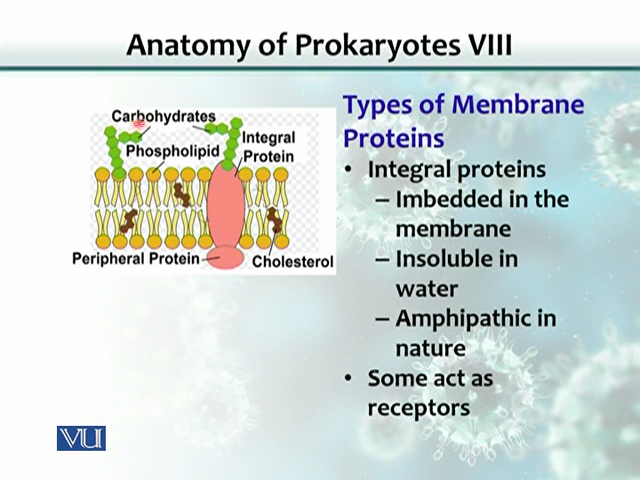 Anatomy of Prokaryotes VIII
Carbohydrates
Integral
Protein
Phospholipid
Peripheral Protein
Cholesterol
Types of Membrane
Proteins
• Integral proteins
– Imbedded in the
membrane
– Insoluble in
water
– Amphipathic in
nature
• Some act as
receptors
VU